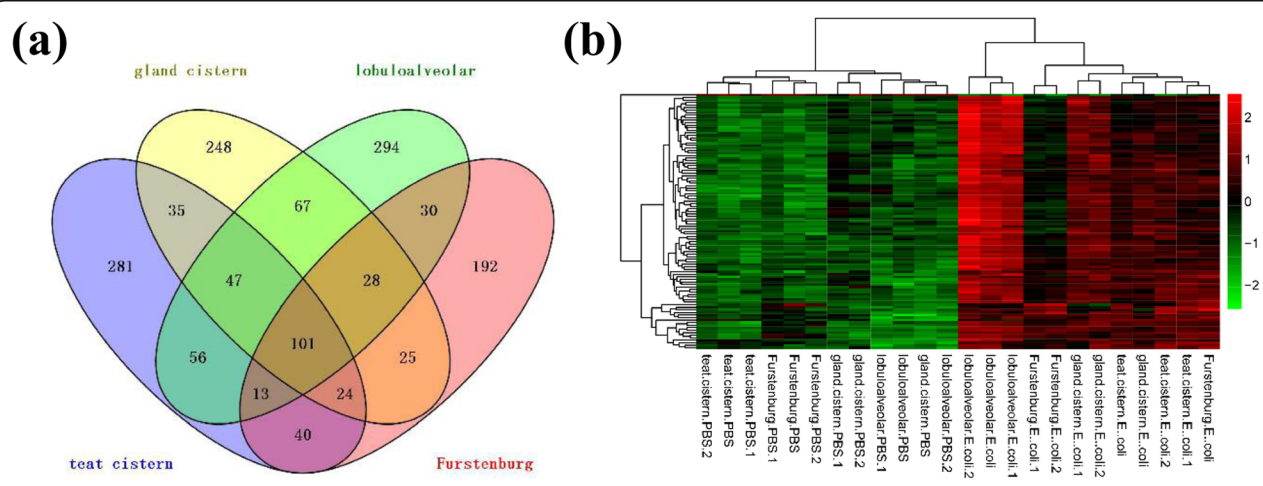 (a)
gland cistern
lobuloalveolar
248
294
35
67
30
281
47
28
192
101
56
25
13
24
40
teat cistern
Furstenburg
(b)
2
1
0
−1
−2
teat.cistern.PBS.2
teat.cistern.PBS
teat.cistern.PBS.1
Furstenburg.PBS.1
Furstenburg.PBS
Furstenburg.PBS.2
gland.cistern.PBS.1
gland.cistern.PBS.2
lobuloalveolar.PBS.1
lobuloalveolar.PBS
gland.cistern.PBS
lobuloalveolar.PBS.2
lobuloalveolar.E..coli.2
lobuloalveolar.E..coli
lobuloalveolar.E..coli.1
Furstenburg.E..coli.1
Furstenburg.E..coli.2
gland.cistern.E..coli.1
gland.cistern.E..coli.2
teat.cistern.E..coli
gland.cistern.E..coli
teat.cistern.E..coli.2
teat.cistern.E..coli.1
Furstenburg.E..coli